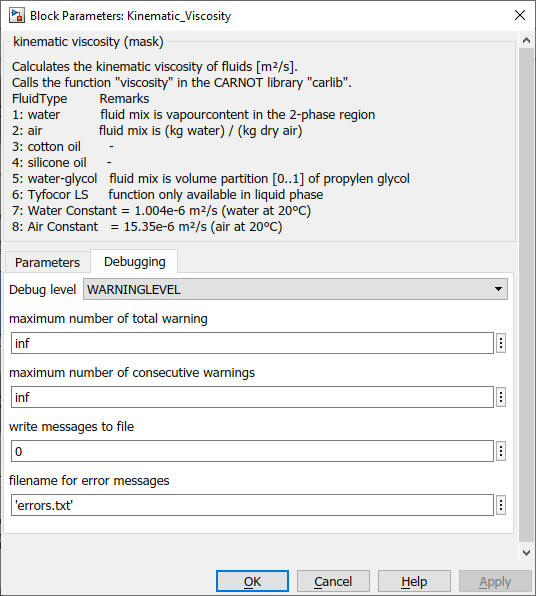 Block Parameters: Kinematic_Viscosity
kinematic viscosity (mask)
Calculates the kinematic viscosity of fluids [m²/s].
Calls the function "viscosity" in the CARNOT library "carlib".
FluidType Remarks
1: water fluid mix is vapourcontent in the 2-phase region
2: air fluid mix is (kg water) / (kg dry air)
3: cotton oil -
4: silicone oil -
5: water-glycol fluid mix is volume partition [0..1] of propylen glycol
6: Tyfocor LS function only available in liquid phase
7: Water Constant = 1.004e-6 m²/s (water at 20°C)
8: Air Constant = 15.35e-6 m²/s (air at 20°C)
Parameters Debugging
Debug level WARNINGLEVEL
maximum number of total warning
inf
maximum number of consecutive warnings
inf
write messages to file
0
filename for error messages
'errors.txt'
OK Cancel Help Apply